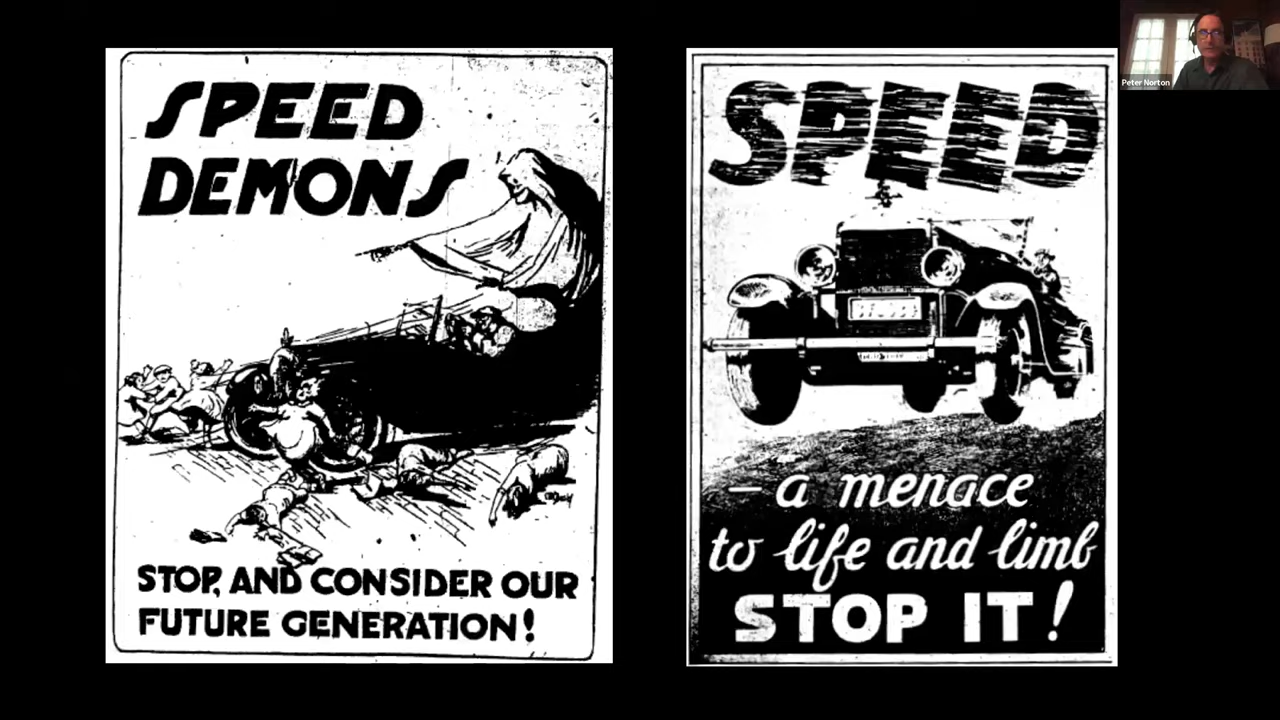 SPEED
DEMONS
STOP, AND CONSIDER OUR
FUTURE GENERATION!
SPEED
– a menace
to life and limb
STOP IT!
Peter Norton